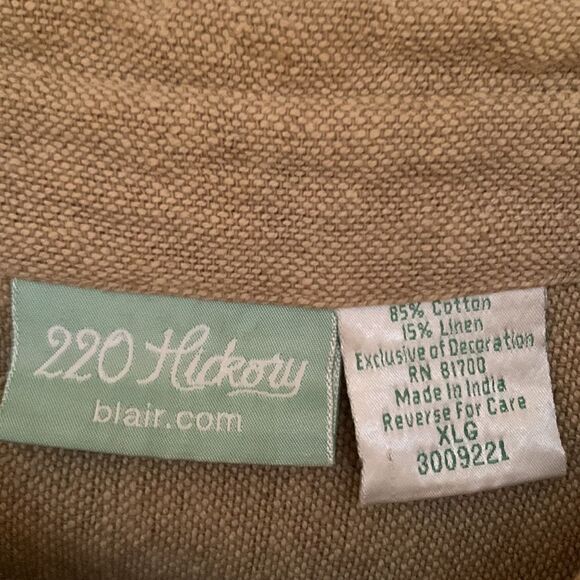 220 Hickory
blair.com
85% Cotton
15% Linen
Exclusive of Decoration
RN 81700
Made in India
Reverse For Care
XLG
3009221